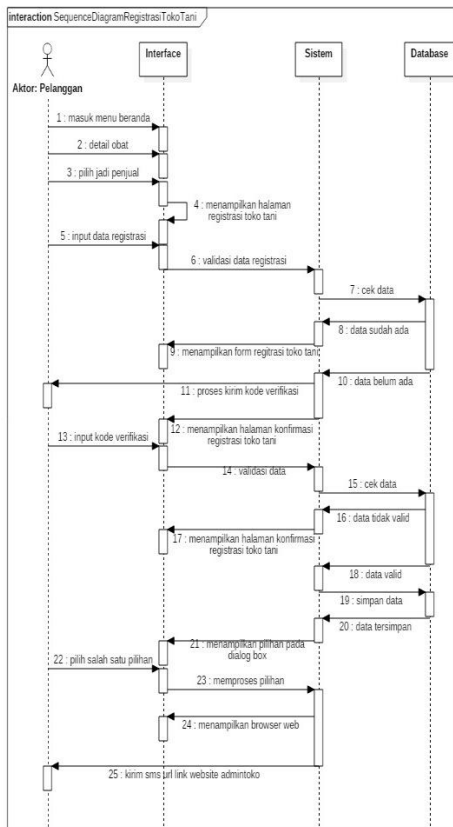 interaction SequenceDiagramRegistrasiTokoTani
Interface
Sistem
Database
Aktor: Pelanggan
1 : masuk menu beranda
2 : detail obat
3 : pilih jadi penjual
4 : menampilkan halaman
registrasi toko tani
5 : input data registrasi
6 : validasi data registrasi
7 : cek data
8 : data sudah ada
9 : menampilkan form regitrasi toko tani
10 : data belum ada
11 : proses kirim kode verifikasi
12 : menampilkan halaman konfirmasi
registrasi toko tani
13 : input kode verifikasi
14 : validasi data
15 : cek data
16 : data tidak valid
17 : menampilkan halaman konfirmasi
registrasi toko tani
18 : data valid
19 : simpan data
20 : data tersimpan
21 : menampilkan pilihan pada
dialog box
22 : pilih salah satu pilihan
23 : memproses pilihan
24 : menampilkan browser web
25 : kirim sms url link website admintoko